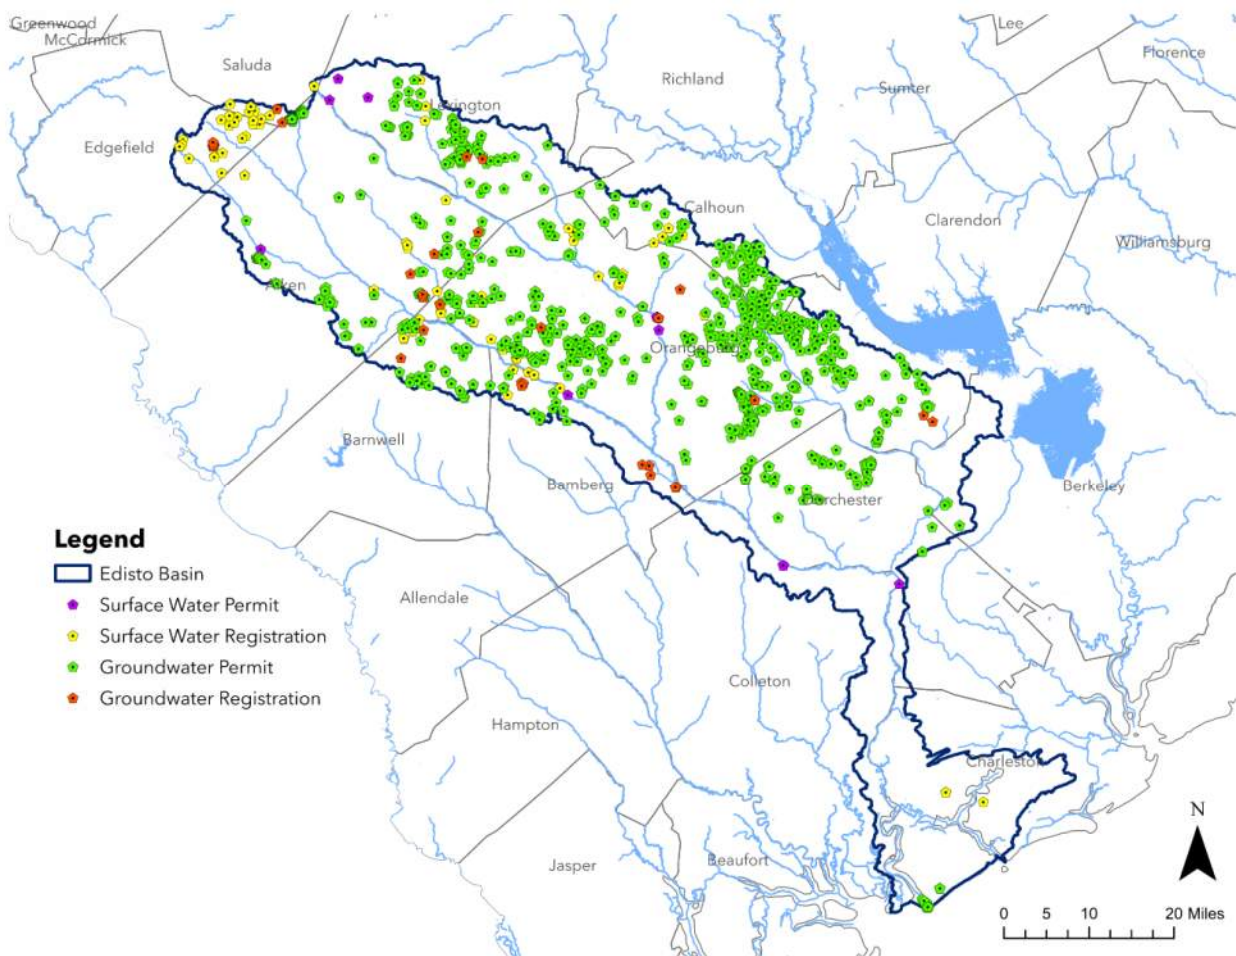 Greenwood
McCormick
Saluda
Richland
Lee
Florence
Sumter
Lexington
Edgefield
Calhoun
Clarendon
Williamsburg
Aiken
Orangeburg
Barnwell
Bamberg
Berkeley
Dorchester
Legend
Edisto Basin
Surface Water Permit
Surface Water Registration
Groundwater Permit
Groundwater Registration
Allendale
Colleton
Hampton
Charleston
Jasper
Beaufort
N
0 5 10 20 Miles